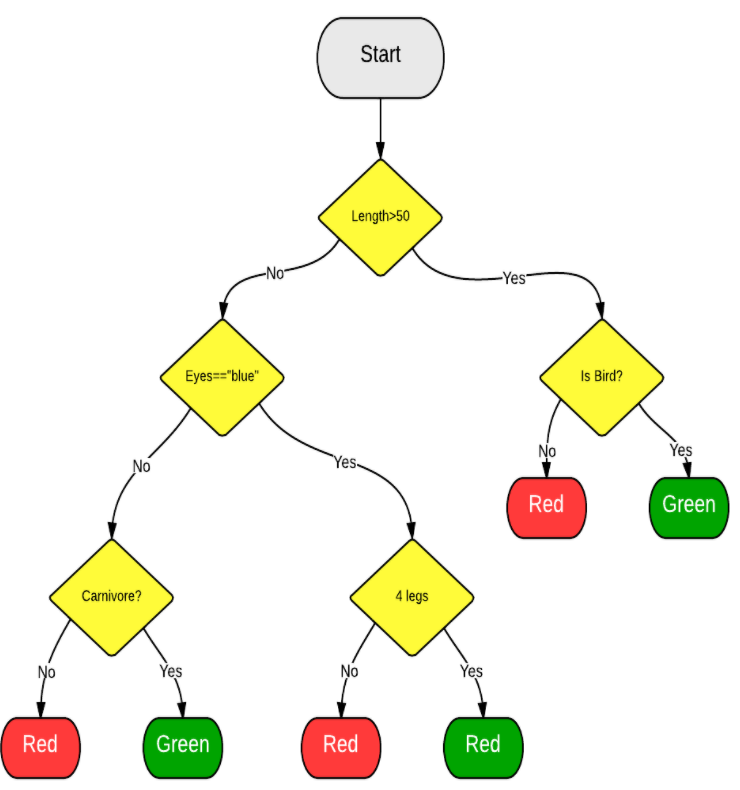 Start
Length>50
No
Yes
Eyes=="blue"
Is Bird?
No
Yes
No
Yes
Red
Green
Carnivore?
4 legs
No
Yes
No
Yes
Red
Green
Red
Red